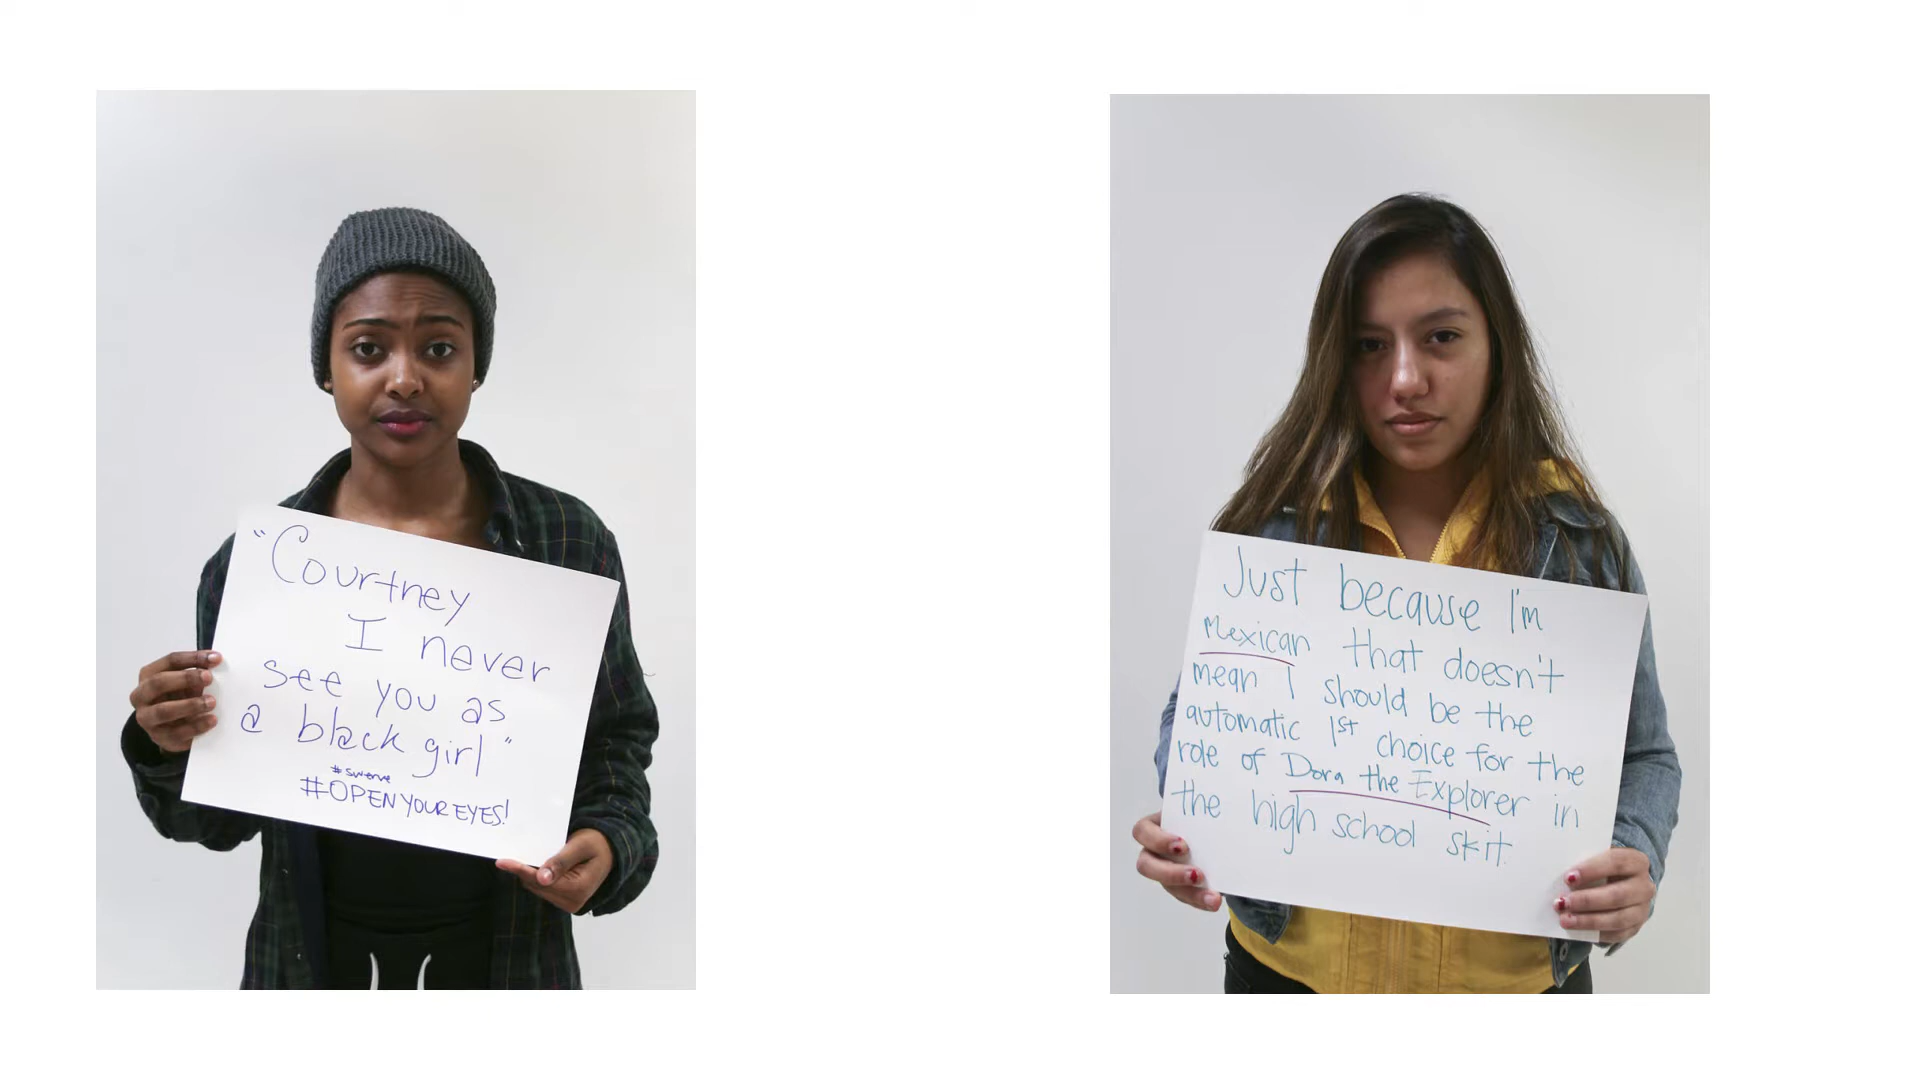 "Courtney
I never
see you as
a black girl"
#swerve
#OPEN YOUR EYES!
Just because I'm
Mexican that doesn't
mean I should be the
automatic 1st choice for the
role of Dora the Explorer in
the high school skit.